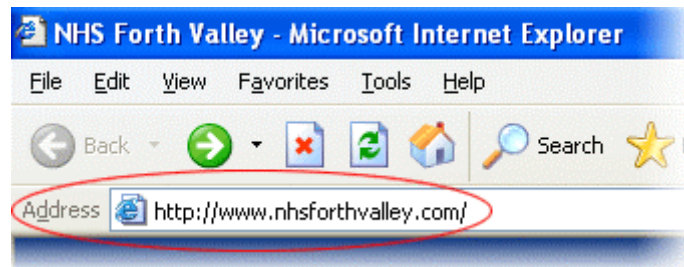 NHS Forth Valley - Microsoft Internet Explorer
File Edit View Favorites Tools Help
Back Search
Address http://www.nhsforthvalley.com/